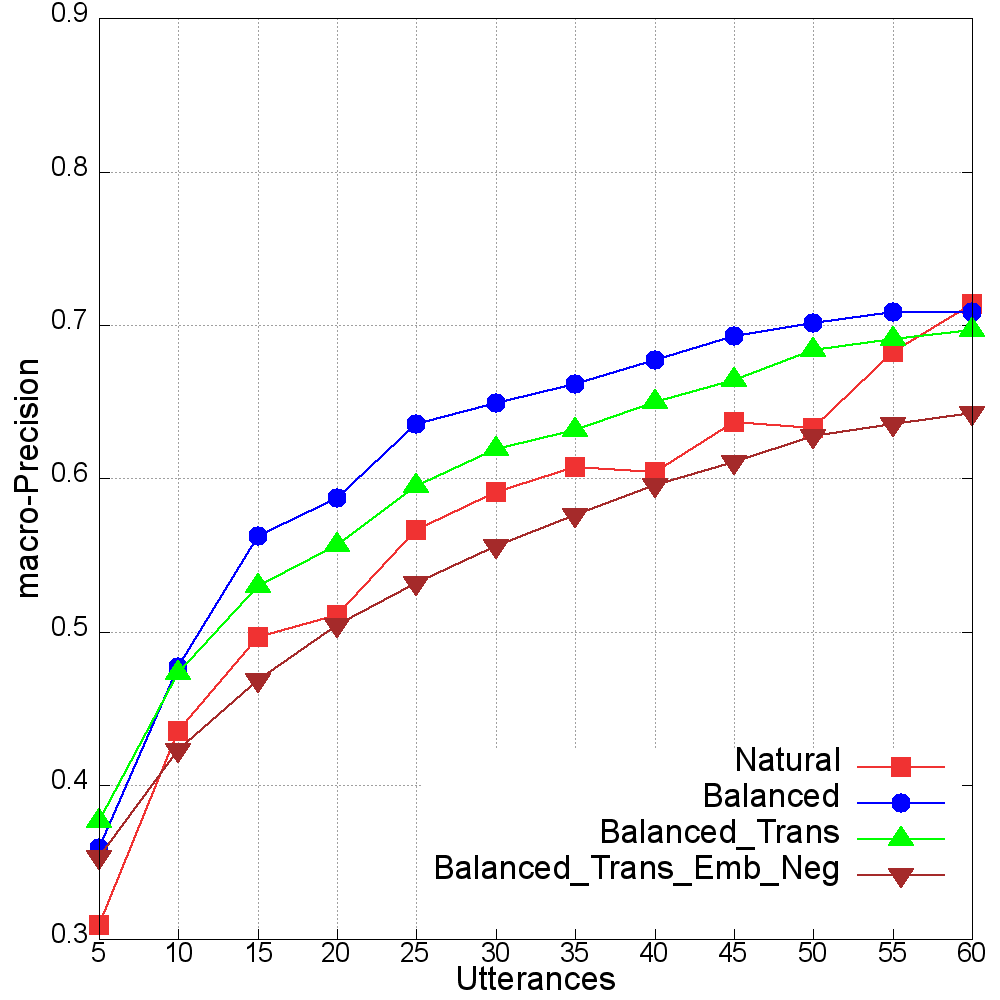 0.9
0.8
0.7
0.6
0.5
0.4
0.3
macro-Precision
Natural
Balanced
Balanced_Trans
Balanced_Trans_Emb_Neg
5 10 15 20 25 30 35 40 45 50 55 60
Utterances